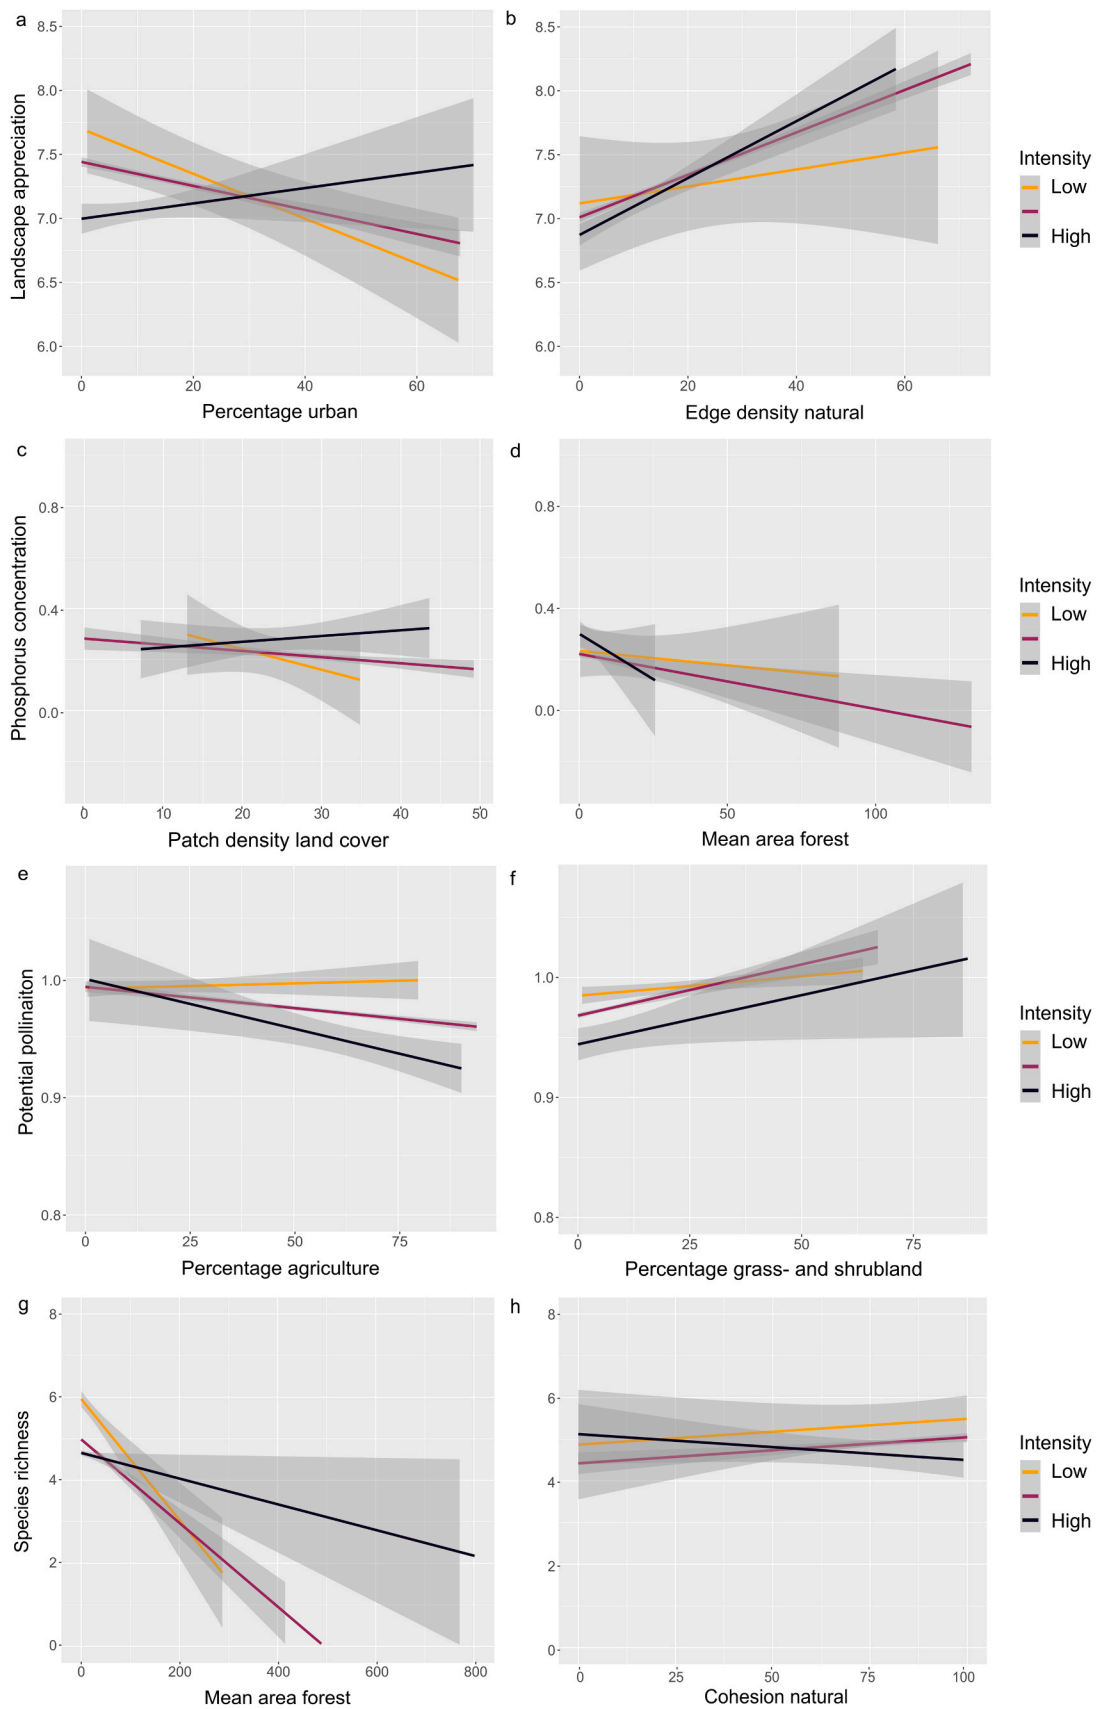 a
b
8.5
8.0
7.5
7.0
6.5
6.0
Landscape appreciation
0 20 40 60
Percentage urban
8.5
8.0
7.5
7.0
6.5
6.0
0 20 40 60
Edge density natural
Intensity
Low
High
c
d
0.8
0.4
0.0
Phosphorus concentration
0 10 20 30 40 50
Patch density land cover
0.8
0.4
0.0
0 50 100
Mean area forest
Intensity
Low
High
e
f
1.0
0.9
0.8
Potential pollinaiton
0 25 50 75
Percentage agriculture
1.0
0.9
0.8
0 25 50 75
Percentage grass- and shrubland
Intensity
Low
High
g
h
8
6
4
2
0
Species richness
0 200 400 600 800
Mean area forest
8
6
4
2
0
0 25 50 75 100
Cohesion natural
Intensity
Low
High